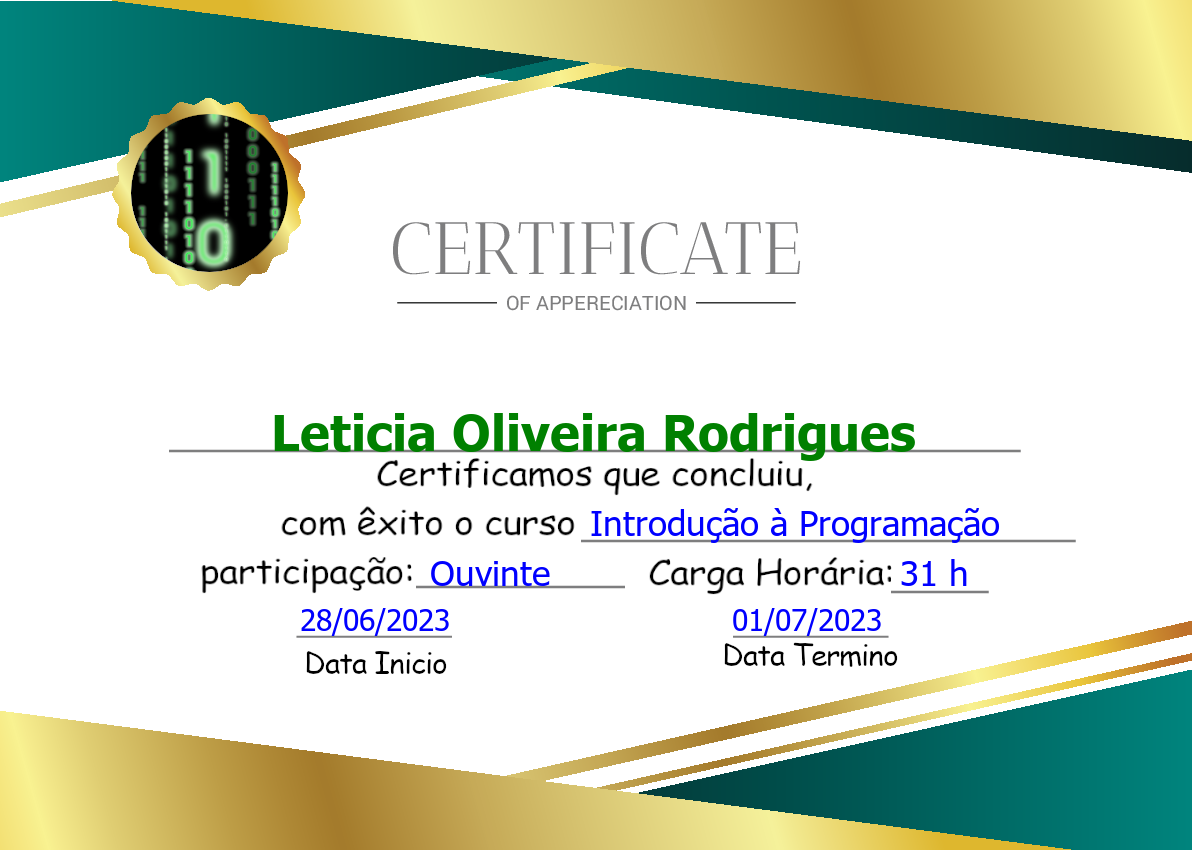 CERTIFICATE
OF APPERECIATION
Leticia Oliveira Rodrigues
Certificamos que concluiu,
com êxito o curso Introdução à Programação
participação: Ouvinte Carga Horária: 31 h
28/06/2023 01/07/2023
Data Inicio Data Termino